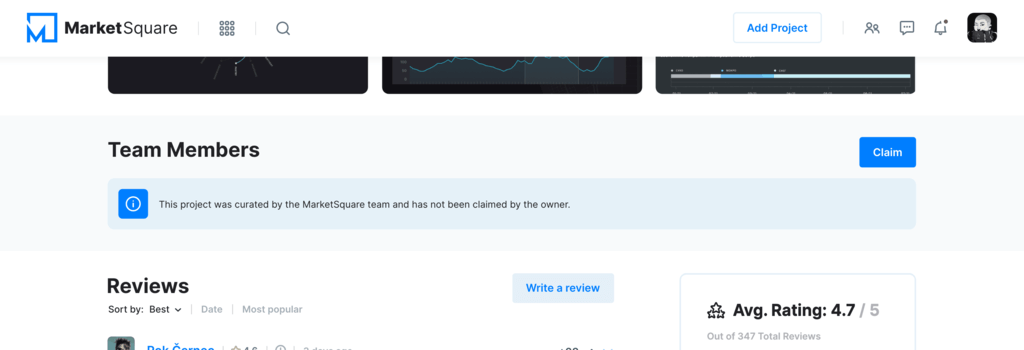 MarketSquare
Add Project
Team Members
Claim
This project was curated by the MarketSquare team and has not been claimed by the owner.
Reviews
Write a review
Sort by: Best
Date
Most popular
Avg. Rating: 4.7 / 5
Out of 347 Total Reviews